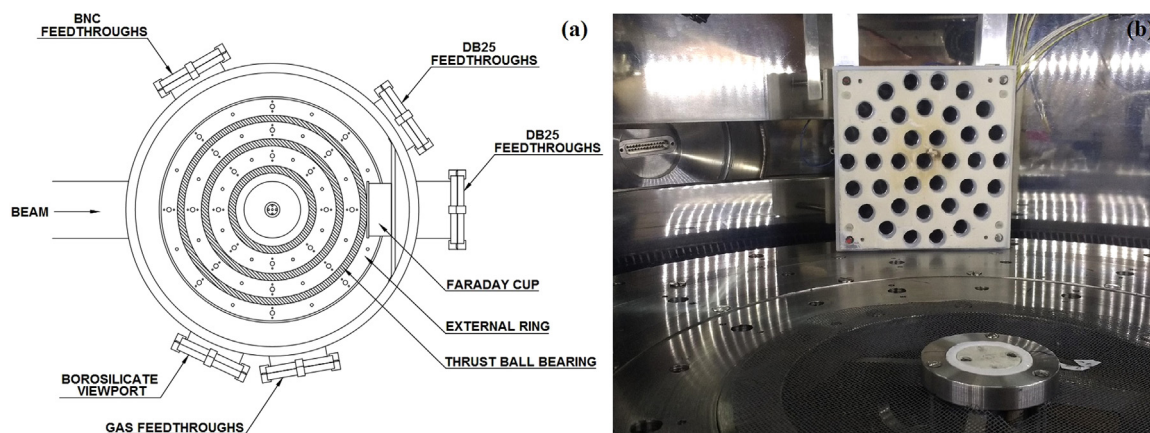 (a)
BNC
FEEDTHROUGHS
DB25
FEEDTHROUGHS
DB25
FEEDTHROUGHS
BEAM
FARADAY CUP
EXTERNAL RING
THRUST BALL BEARING
BOROSILICATE
VIEWPORT
GAS FEEDTHROUGHS
(b)